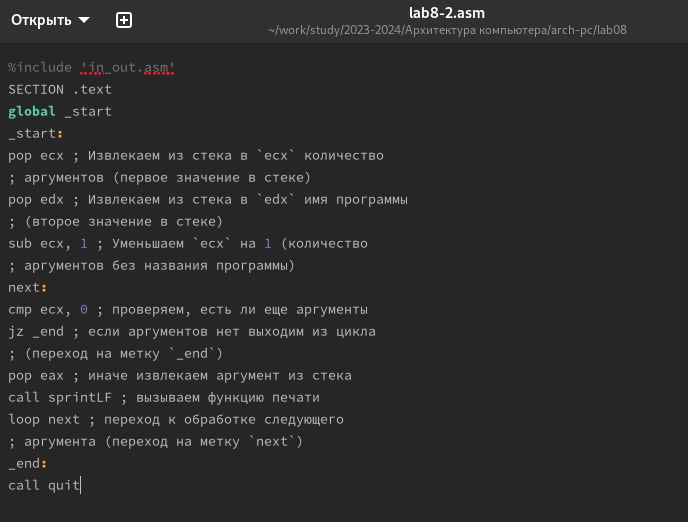 Открыть
lab8-2.asm
~/work/study/2023-2024/Архитектура компьютера/arch-pc/lab08
%include 'in_out.asm'
SECTION .text
global _start
_start:
pop ecx ; Извлекаем из стека в `ecx` количество
; аргументов (первое значение в стеке)
pop edx ; Извлекаем из стека в `edx` имя программы
; (второе значение в стеке)
sub ecx, 1 ; Уменьшаем `ecx` на 1 (количество
; аргументов без названия программы)
next:
cmp ecx, 0 ; проверяем, есть ли еще аргументы
jz _end ; если аргументов нет выходим из цикла
; (переход на метку `_end`)
pop eax ; иначе извлекаем аргумент из стека
call sprintLF ; вызываем функцию печати
loop next ; переход к обработке следующего
; аргумента (переход на метку `next`)
_end:
call quit